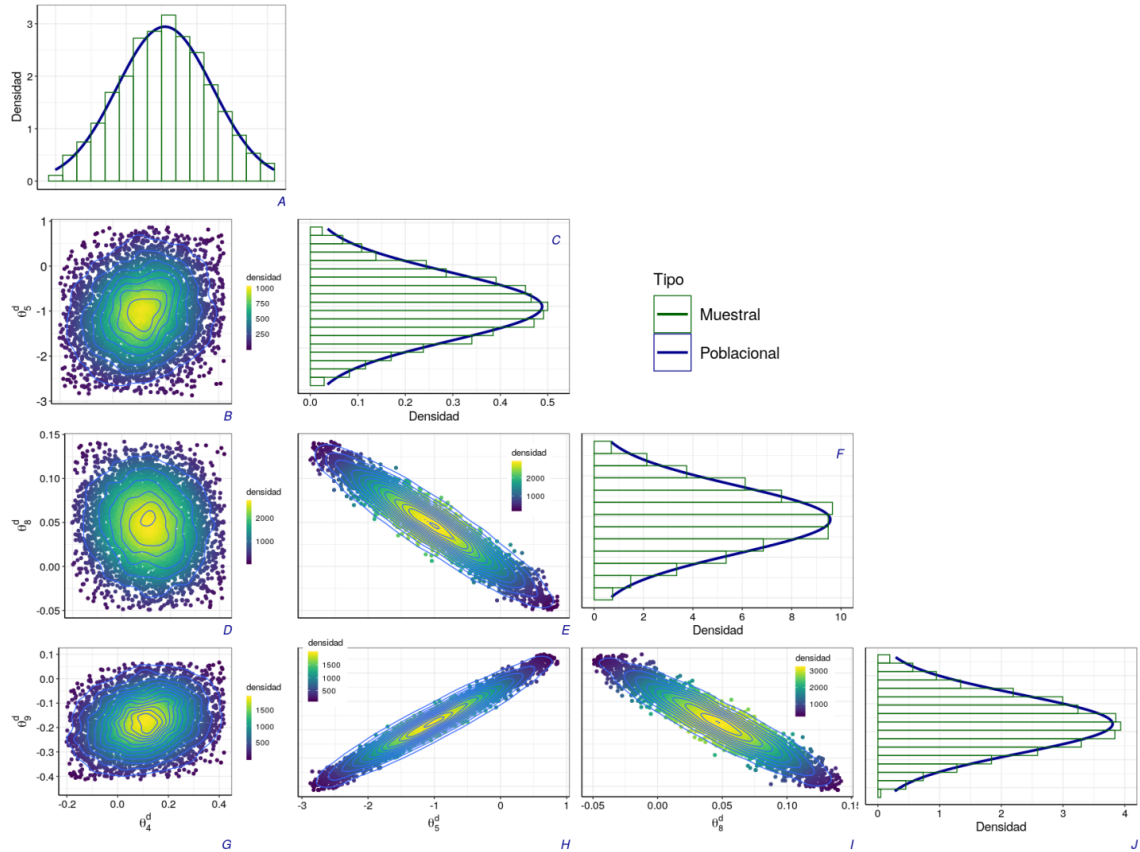 3
2
1
0
Densidad
A
1
0
-1
-2
-3
θ₅ᵈ
densidad
1000
750
500
250
B
C
0.0 0.1 0.2 0.3 0.4 0.5
Densidad
Tipo
Muestral
Poblacional
0.15
0.10
0.05
0.00
-0.05
θ₈ᵈ
densidad
2000
1000
D
densidad
2000
1000
E
F
0 2 4 6 8 10
Densidad
0.1
0.0
-0.1
-0.2
-0.3
-0.4
θ₉ᵈ
densidad
1500
1000
500
-0.2 0.0 0.2 0.4
θ₄ᵈ
G
densidad
1500
1000
500
-3 -2 -1 0 1
θ₅ᵈ
H
densidad
3000
2000
1000
-0.05 0.00 0.05 0.10
θ₈ᵈ
I
0 1 2 3 4
Densidad
J